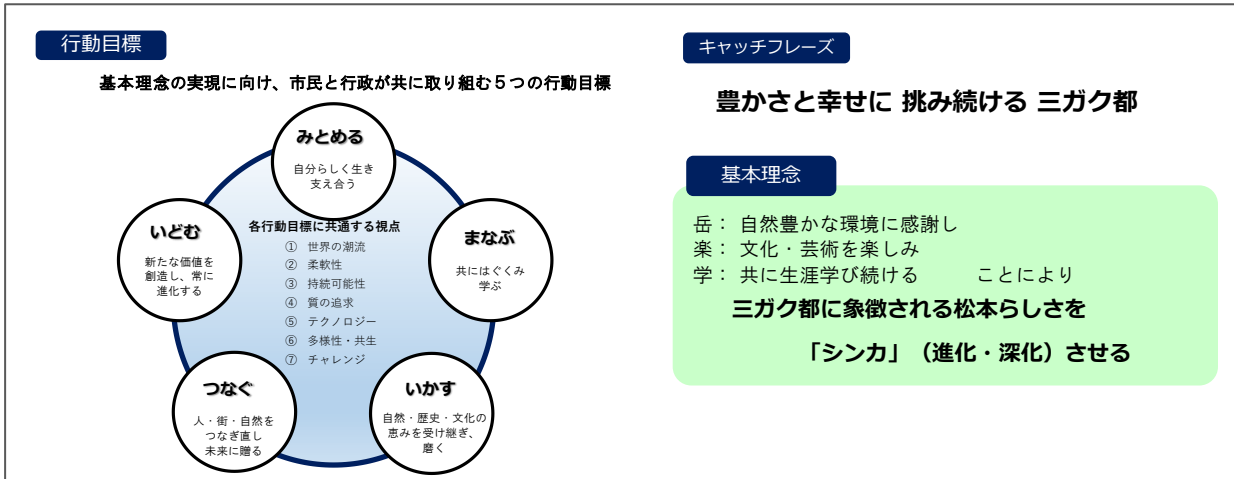 行動目標
基本理念の実現に向け、市民と行政が共に取り組む５つの行動目標
みとめる
自分らしく生き
支え合う
いどむ
新たな価値を
創造し、常に
進化する
各行動目標に共通する視点
① 世界の潮流
② 柔軟性
③ 持続可能性
④ 質の追求
⑤ テクノロジー
⑥ 多様性・共生
⑦ チャレンジ
まなぶ
共にはぐくみ
学ぶ
つなぐ
人・街・自然を
つなぎ直し
未来に贈る
いかす
自然・歴史・文化の
恵みを受け継ぎ、
磨く
キャッチフレーズ
豊かさと幸せに 挑み続ける 三ガク都
基本理念
岳： 自然豊かな環境に感謝し
楽： 文化・芸術を楽しみ
学： 共に生涯学び続ける ことにより
三ガク都に象徴される松本らしさを
「シンカ」（進化・深化）させる